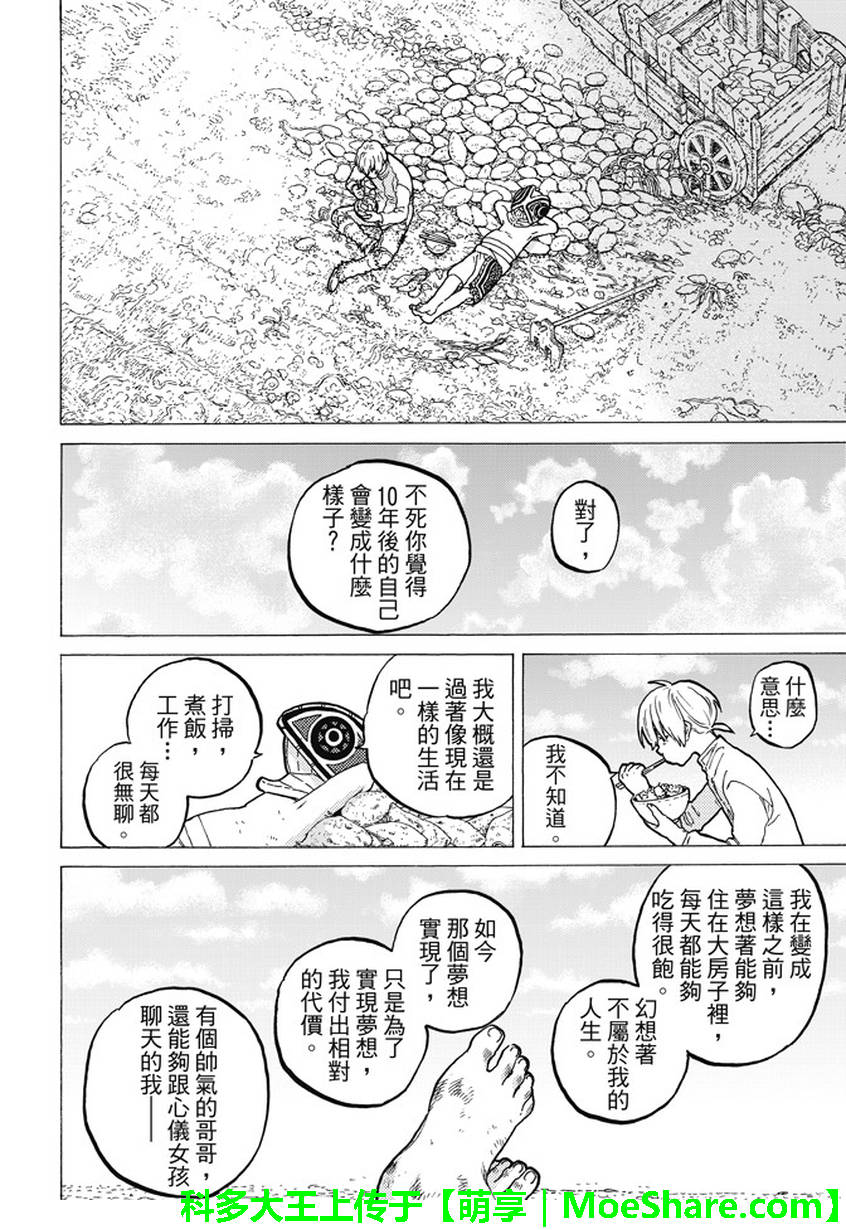 對了，
不死你覺得
10年後的自己
會變成什麼
樣子？
什麼
意思…
我不知道。
我大概還是
過著像現在
一樣的生活
吧。
打掃，
煮飯，
工作…
每天都
很無聊。
我在變成
這樣之前，
夢想著能夠
住在大房子裡，
每天都能夠
吃得很飽。
幻想著
不屬於我的
人生。
如今
那個夢想
實現了，
只是為了
實現夢想，
我付出相對
的代價。
有個帥氣的哥哥，
還能夠跟心儀女孩
聊天的我——
科多大王上传于【萌享|MoeShare.com】